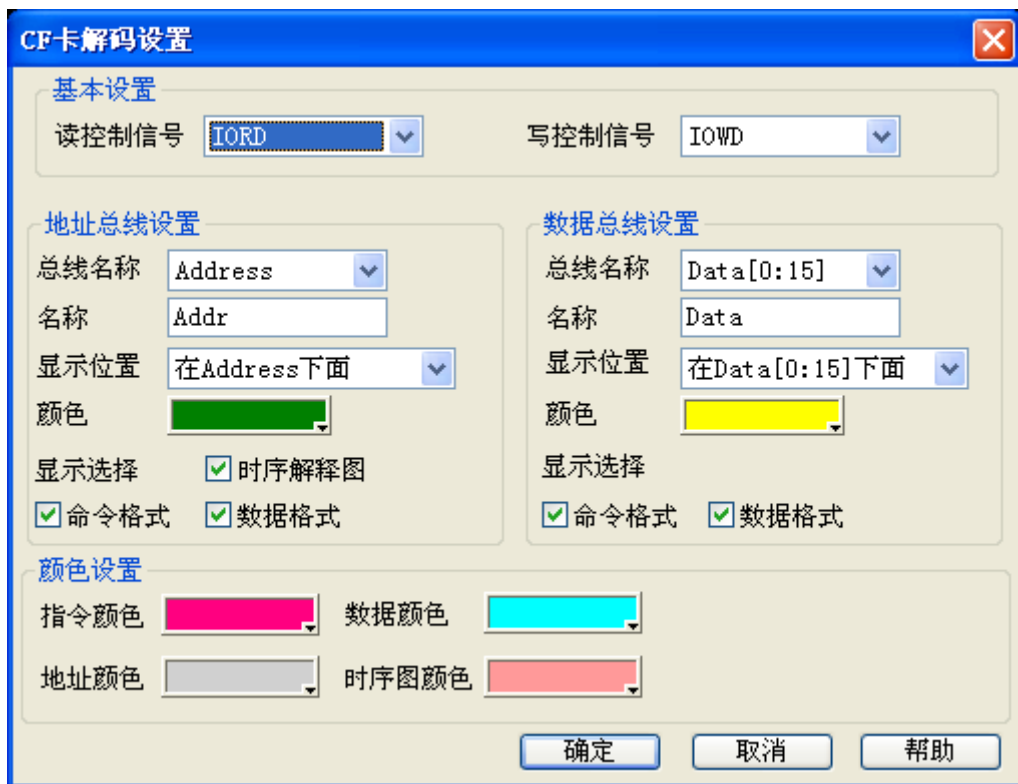 CF卡解码设置
基本设置
读控制信号 IORD 写控制信号 IOWD
地址总线设置
总线名称 Address
名称 Addr
显示位置 在Address下面
颜色
显示选择 时序解释图
命令格式 数据格式
数据总线设置
总线名称 Data[0:15]
名称 Data
显示位置 在Data[0:15]下面
颜色
显示选择
命令格式 数据格式
颜色设置
指令颜色 数据颜色
地址颜色 时序图颜色
确定 取消 帮助